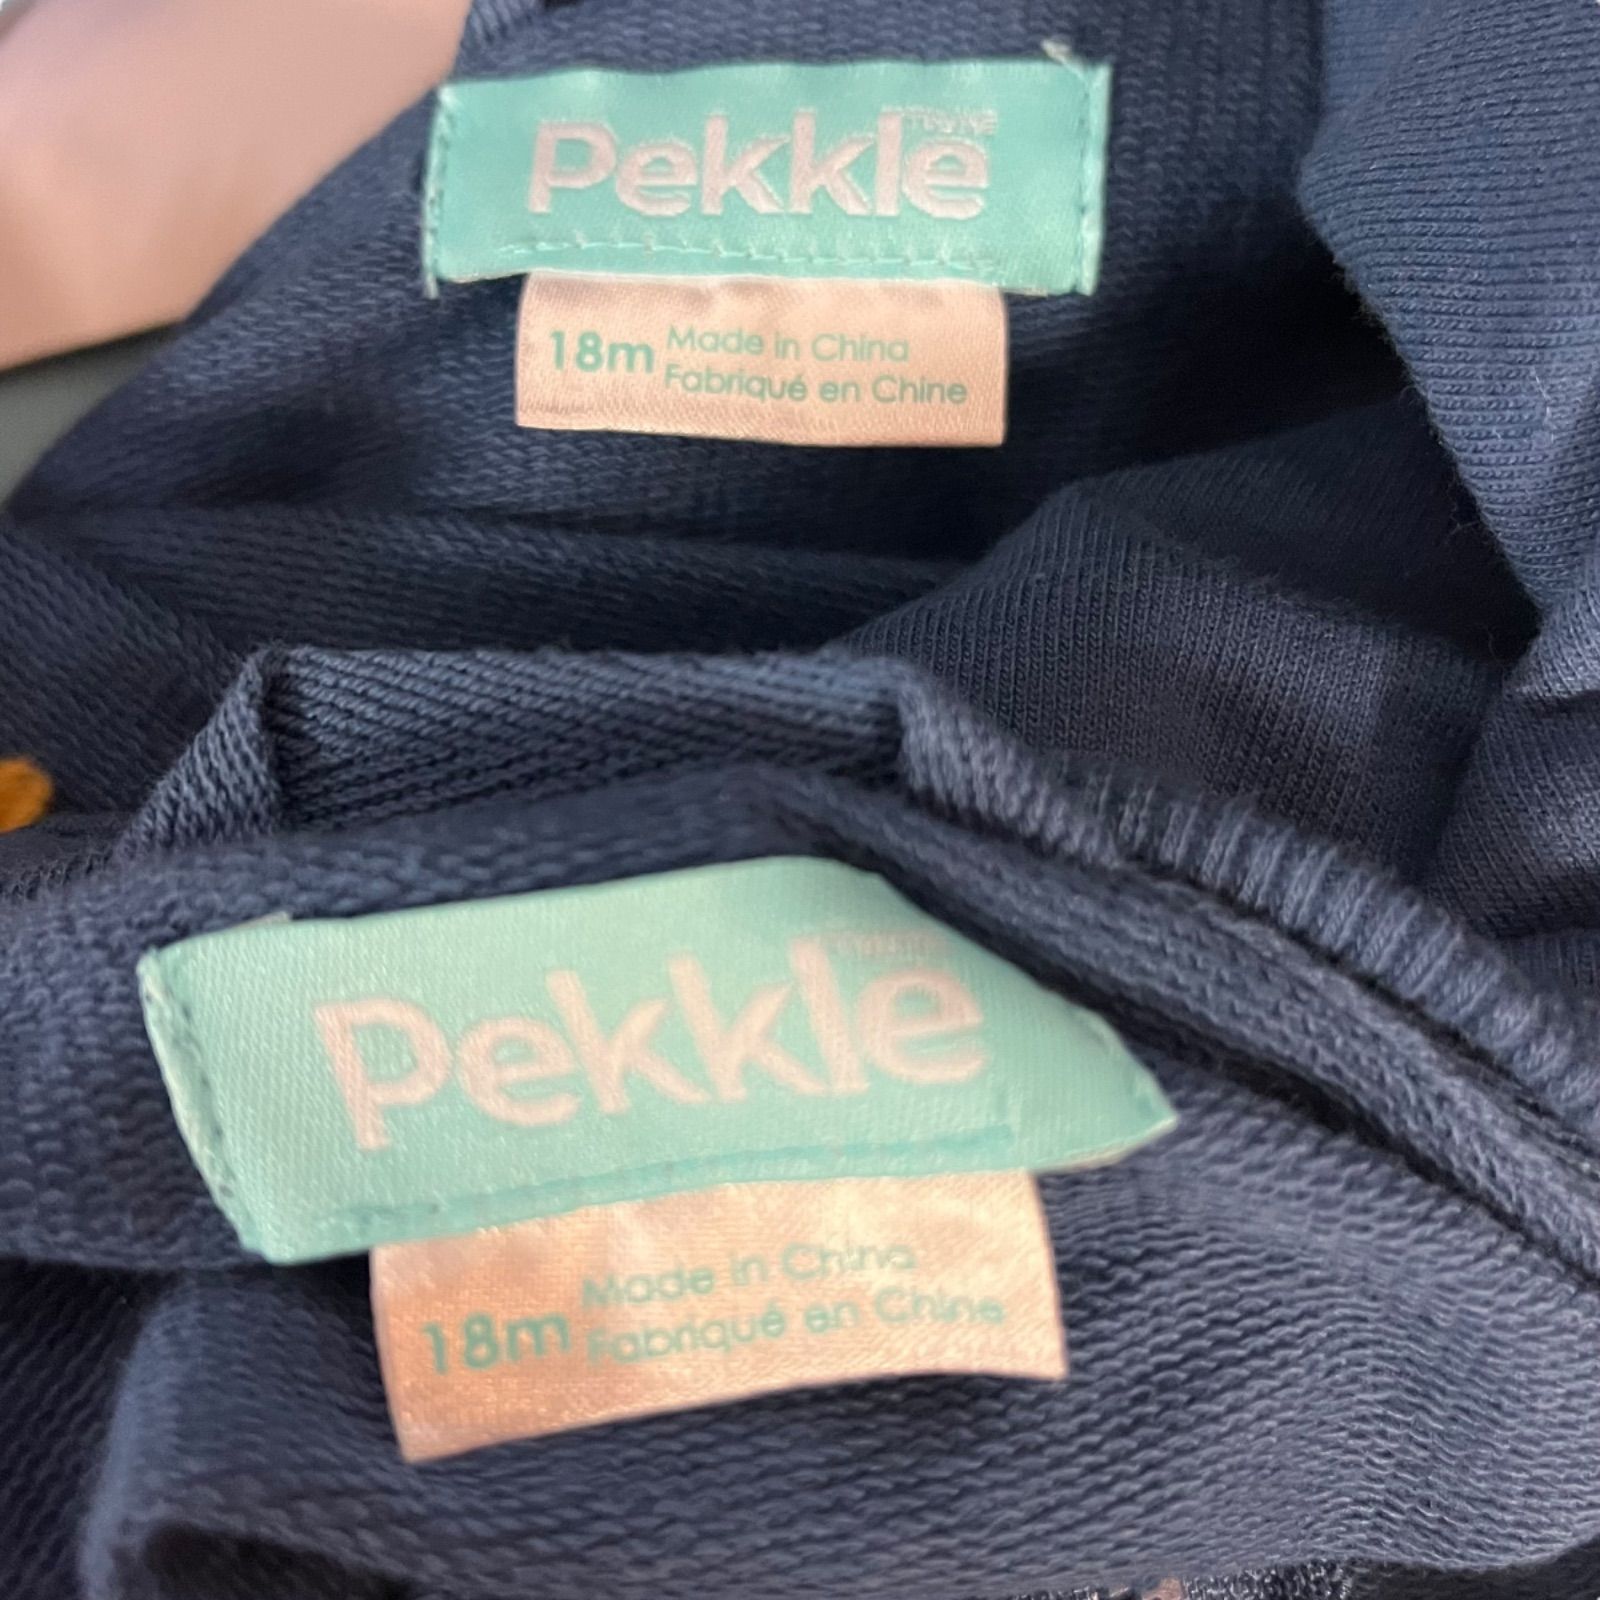 Pekkle
18m Made in China
Fabriqué en Chine
Pekkle
18m Made in China
Fabriqué en Chine